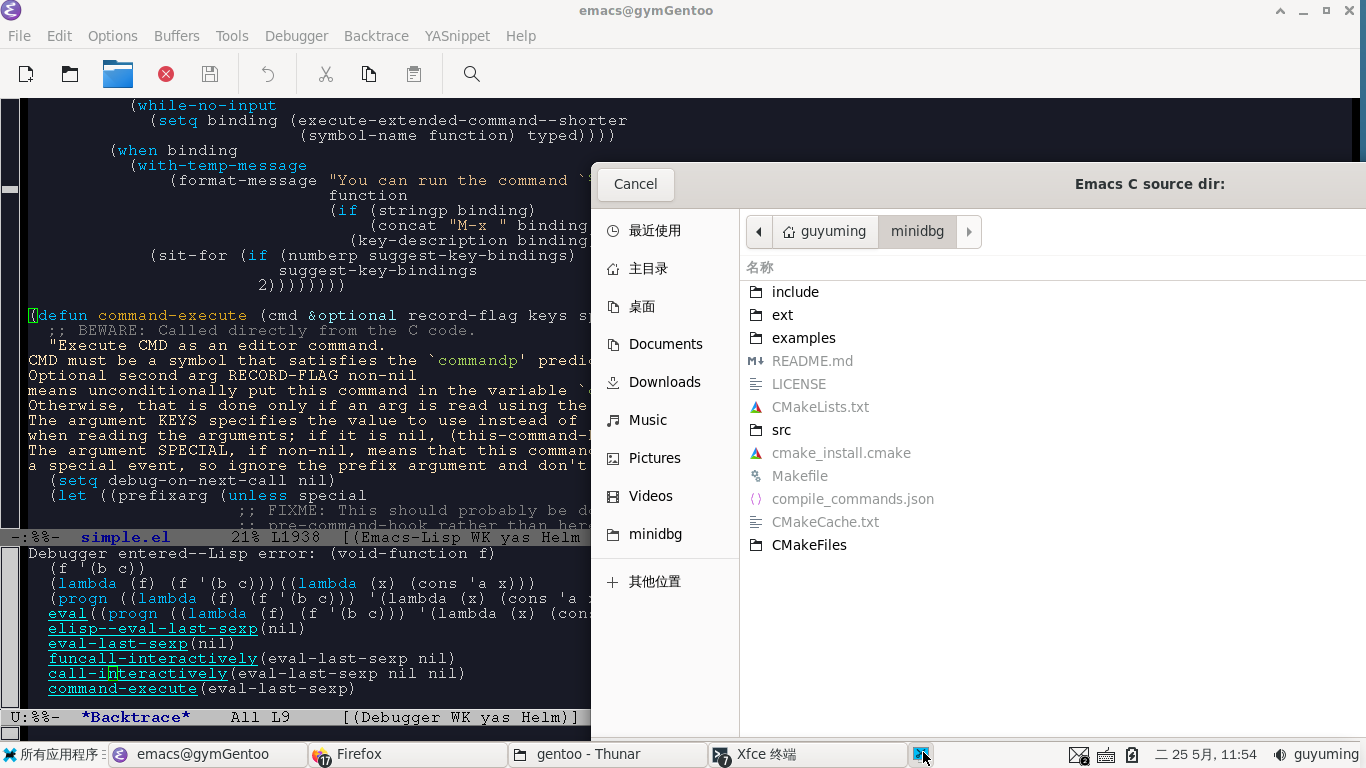 emacs@gymGentoo
File Edit Options Buffers Tools Debugger Backtrace YASnippet Help
(while-no-input
(setq binding (execute-extended-command--shorter
(symbol-name function) typed))))
(when binding
(with-temp-message
(format-message "You can run the command `
function
(if (stringp binding)
(concat "M-x " binding
(key-description binding
(sit-for (if (numberp suggest-key-bindings)
suggest-key-bindings
2))))))))
(defun command-execute (cmd &optional record-flag keys sp
;; BEWARE: Called directly from the C code.
"Execute CMD as an editor command.
CMD must be a symbol that satisfies the `commandp' predi
Optional second arg RECORD-FLAG non-nil
means unconditionally put this command in the variable `
Otherwise, that is done only if an arg is read using the
The argument KEYS specifies the value to use instead of
when reading the arguments; if it is nil, (this-command-
The argument SPECIAL, if non-nil, means that this comman
a special event, so ignore the prefix argument and don't
(setq debug-on-next-call nil)
(let ((prefixarg (unless special
;; FIXME: This should probably be d
;; pre-command-hook rather than here
-:%%- simple.el 21% L1938 [(Emacs-Lisp WK yas Helm
Debugger entered--Lisp error: (void-function f)
(f '(b c))
(lambda (f) (f '(b c)))((lambda (x) (cons 'a x)))
(progn ((lambda (f) (f '(b c))) '(lambda (x) (cons 'a
eval((progn ((lambda (f) (f '(b c))) '(lambda (x) (con
elisp--eval-last-sexp(nil)
eval-last-sexp(nil)
funcall-interactively(eval-last-sexp nil)
call-interactively(eval-last-sexp nil nil)
command-execute(eval-last-sexp)
U:%%- *Backtrace* All L9 [(Debugger WK yas Helm)]
Cancel
Emacs C source dir:
最近使用
主目录
桌面
Documents
Downloads
Music
Pictures
Videos
minidbg
其他位置
guyuming minidbg
名称
include
ext
examples
README.md
LICENSE
CMakeLists.txt
src
cmake_install.cmake
Makefile
compile_commands.json
CMakeCache.txt
CMakeFiles
所有应用程序
emacs@gymGentoo
17 Firefox
gentoo - Thunar
7 Xfce 终端
2
二 25 5月, 11:54
guyuming